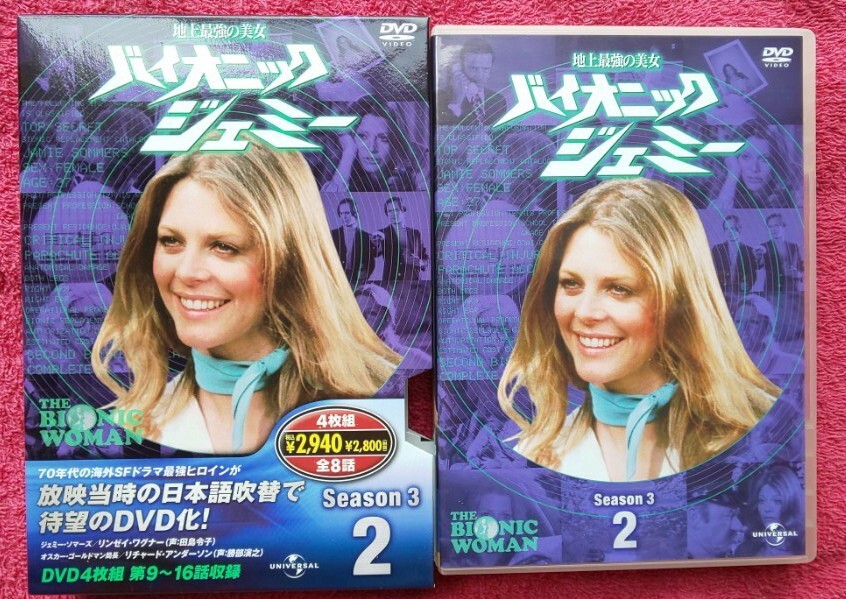 DVD
VIDEO
地上最強の美女
バイオニック
ジェミー
TOP SECRET
JAMIE SOMMERS
SEX:FEMALE
THE
BIONIC
WOMAN
4枚組
税込
¥2,940 ¥2,800
全8話
70年代の海外SFドラマ最強ヒロインが
放映当時の日本語吹替で
待望のDVD化!
ジェミー・ソマーズ/リンゼイ・ワグナー(声:田島令子)
オスカー・ゴールドマン局長/リチャード・アンダーソン(声:勝部演之)
DVD4枚組 第9〜16話収録
Season 3
2
UNIVERSAL
DVD
VIDEO
地上最強の美女
バイオニック
ジェミー
TOP SECRET
JAMIE SOMMERS
SEX:FEMALE
THE
BIONIC
WOMAN
Season 3
2
UNIVERSAL